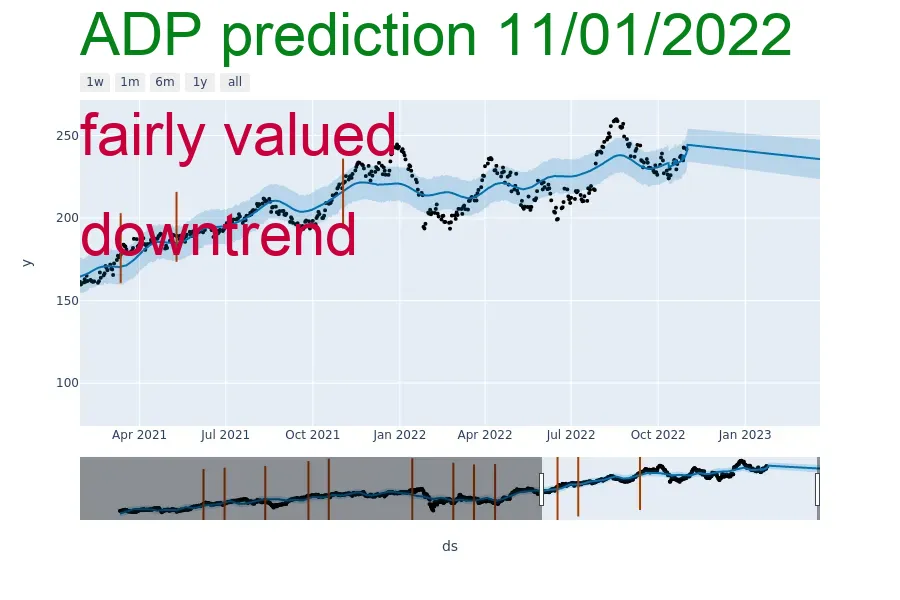 ADP prediction 11/01/2022
1w 1m 6m 1y all
fairly valued
downtrend
250
200
150
100
y
Apr 2021 Jul 2021 Oct 2021 Jan 2022 Apr 2022 Jul 2022 Oct 2022 Jan 2023
ds